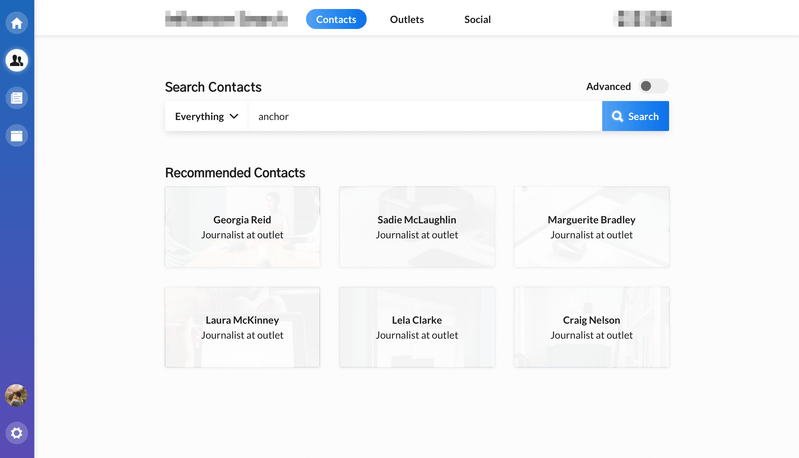 Contacts
Outlets
Social
Search Contacts
Advanced
Everything
anchor
Search
Recommended Contacts
Georgia Reid
Journalist at outlet
Sadie McLaughlin
Journalist at outlet
Marguerite Bradley
Journalist at outlet
Laura McKinney
Journalist at outlet
Lela Clarke
Journalist at outlet
Craig Nelson
Journalist at outlet